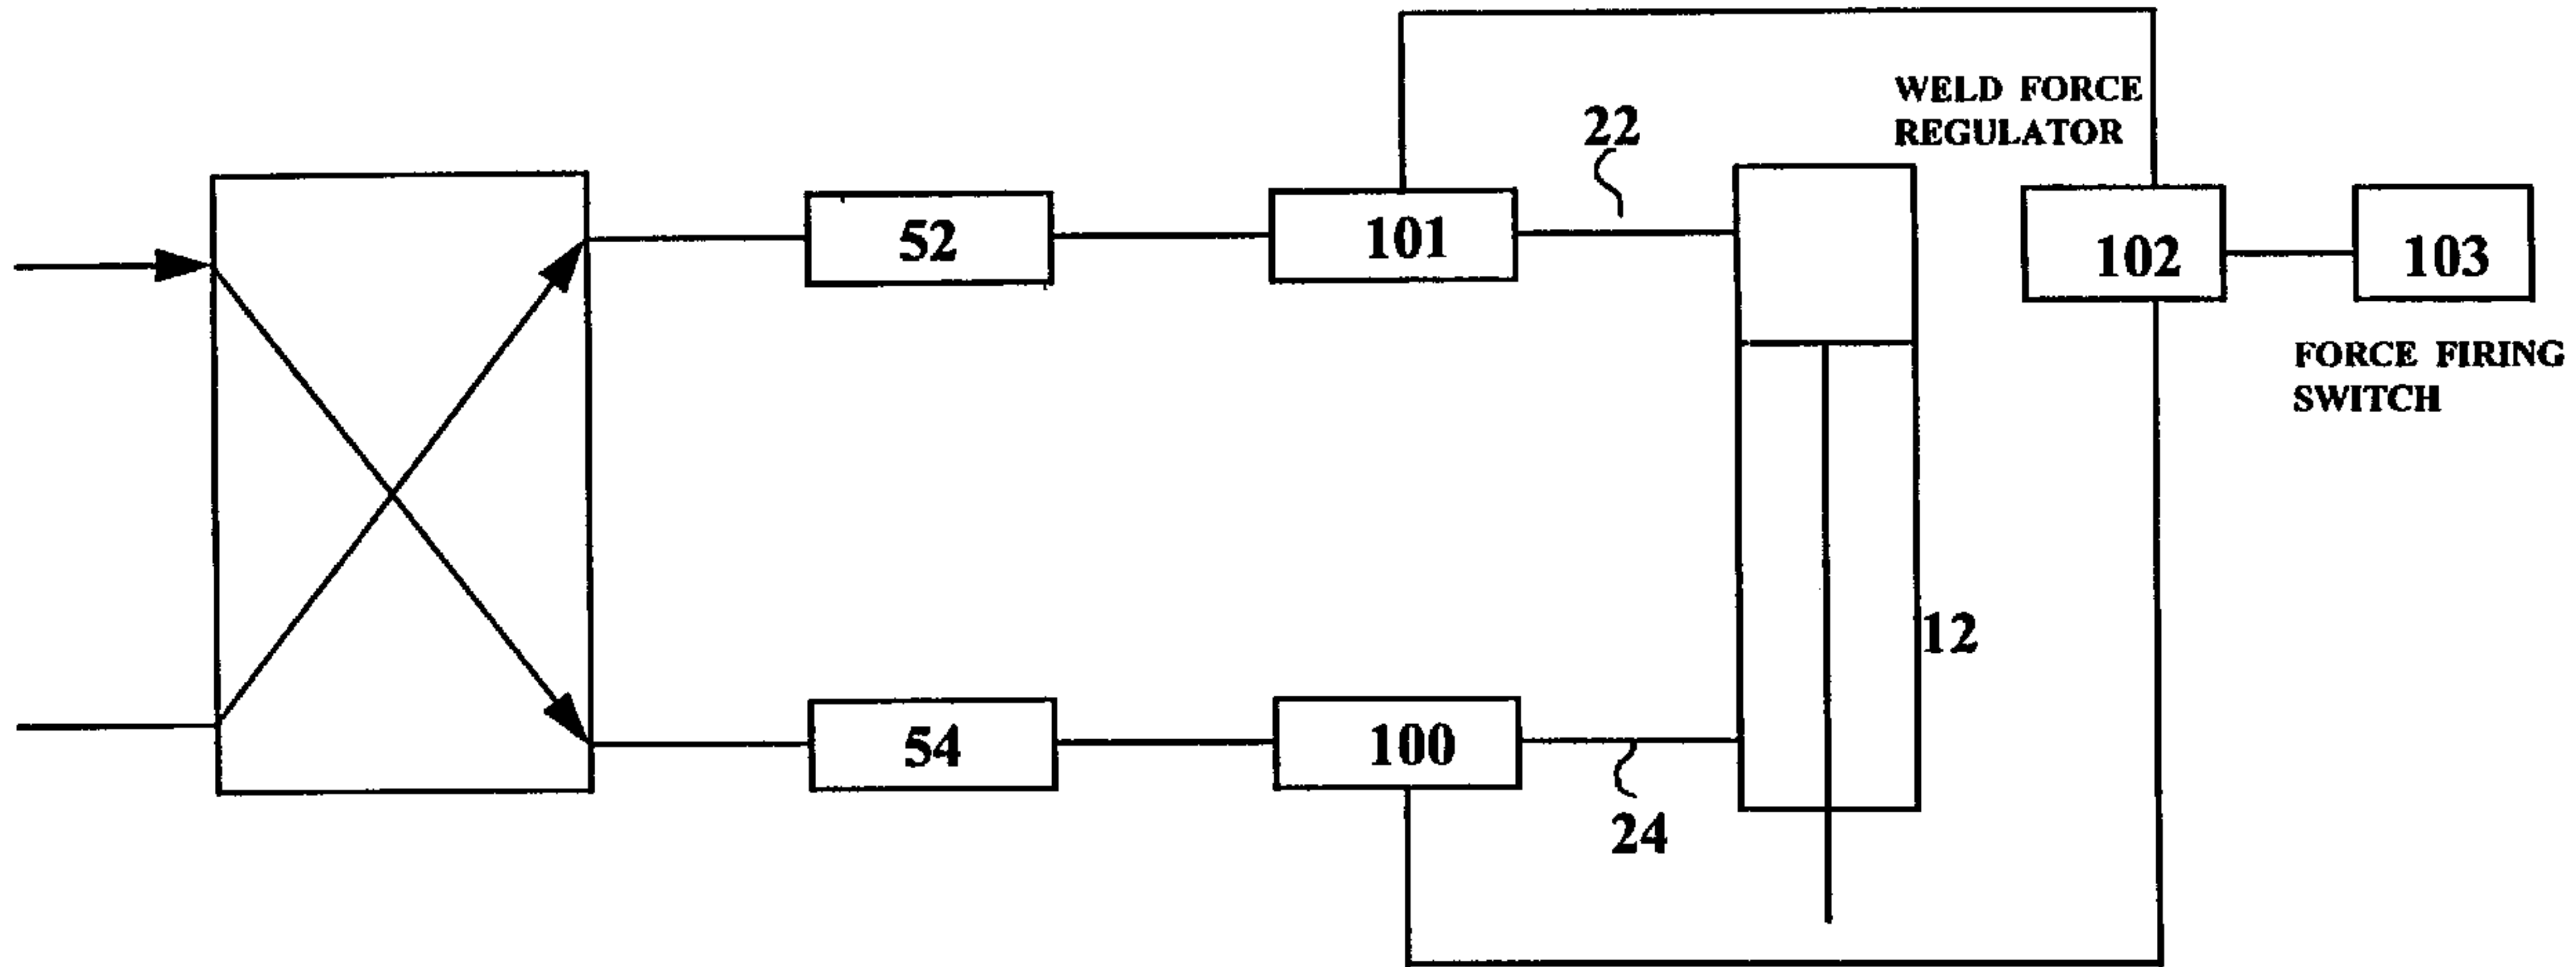 WELD FORCE
REGULATOR
22
52
101
102
103
FORCE FIRING
SWITCH
12
54
100
24